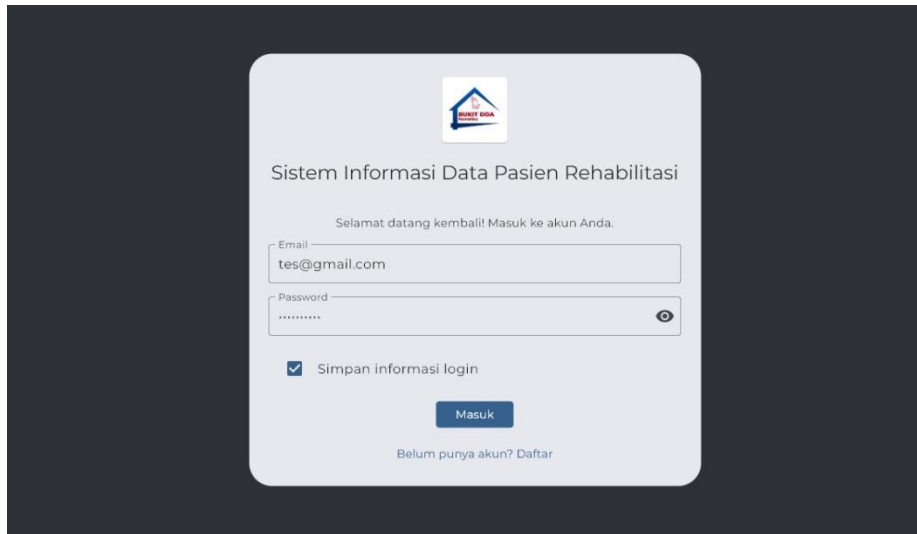 BUKIT DOA
Sistem Informasi Data Pasien Rehabilitasi
Selamat datang kembali! Masuk ke akun Anda.
Email
tes@gmail.com
Password
..........
Simpan informasi login
Masuk
Belum punya akun? Daftar